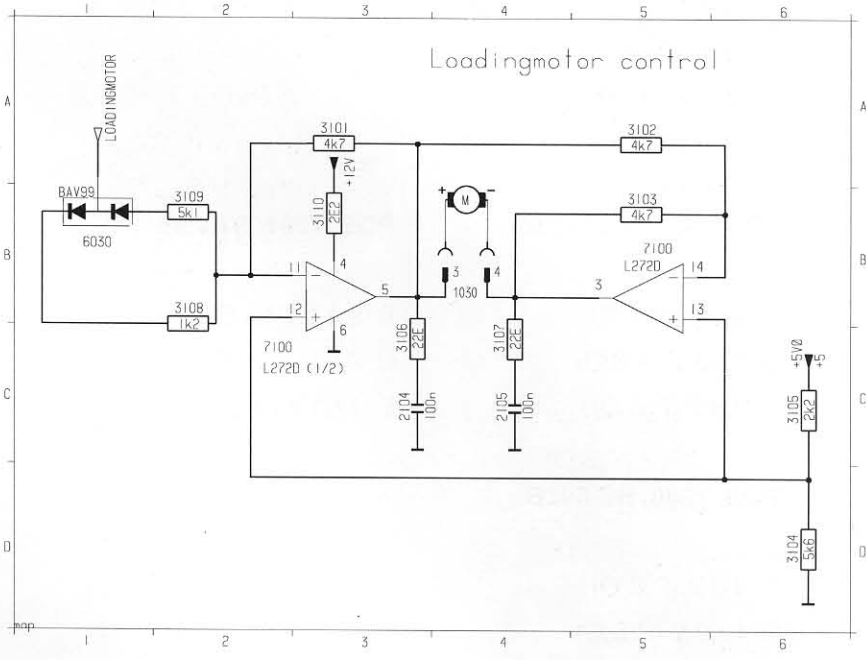 1 2 3 4 5 6
Loadingmotor control
A
A
LOADINGMOTOR
3101
4k7
3102
4k7
+12V
BAV99
3109
5k1
3110
2E2
+ M -
3103
4k7
6030
B
B
7100
L272D
4
3 4
14
11 -
5
1030
3
-
3108
1k2
12 +
13
+
6
3106
22E
3107
22E
7100
L272D (1/2)
+5VØ
+5
C
C
2104
100n
2105
100n
3105
2k2
D
D
3104
5k6
map
1 2 3 4 5 6